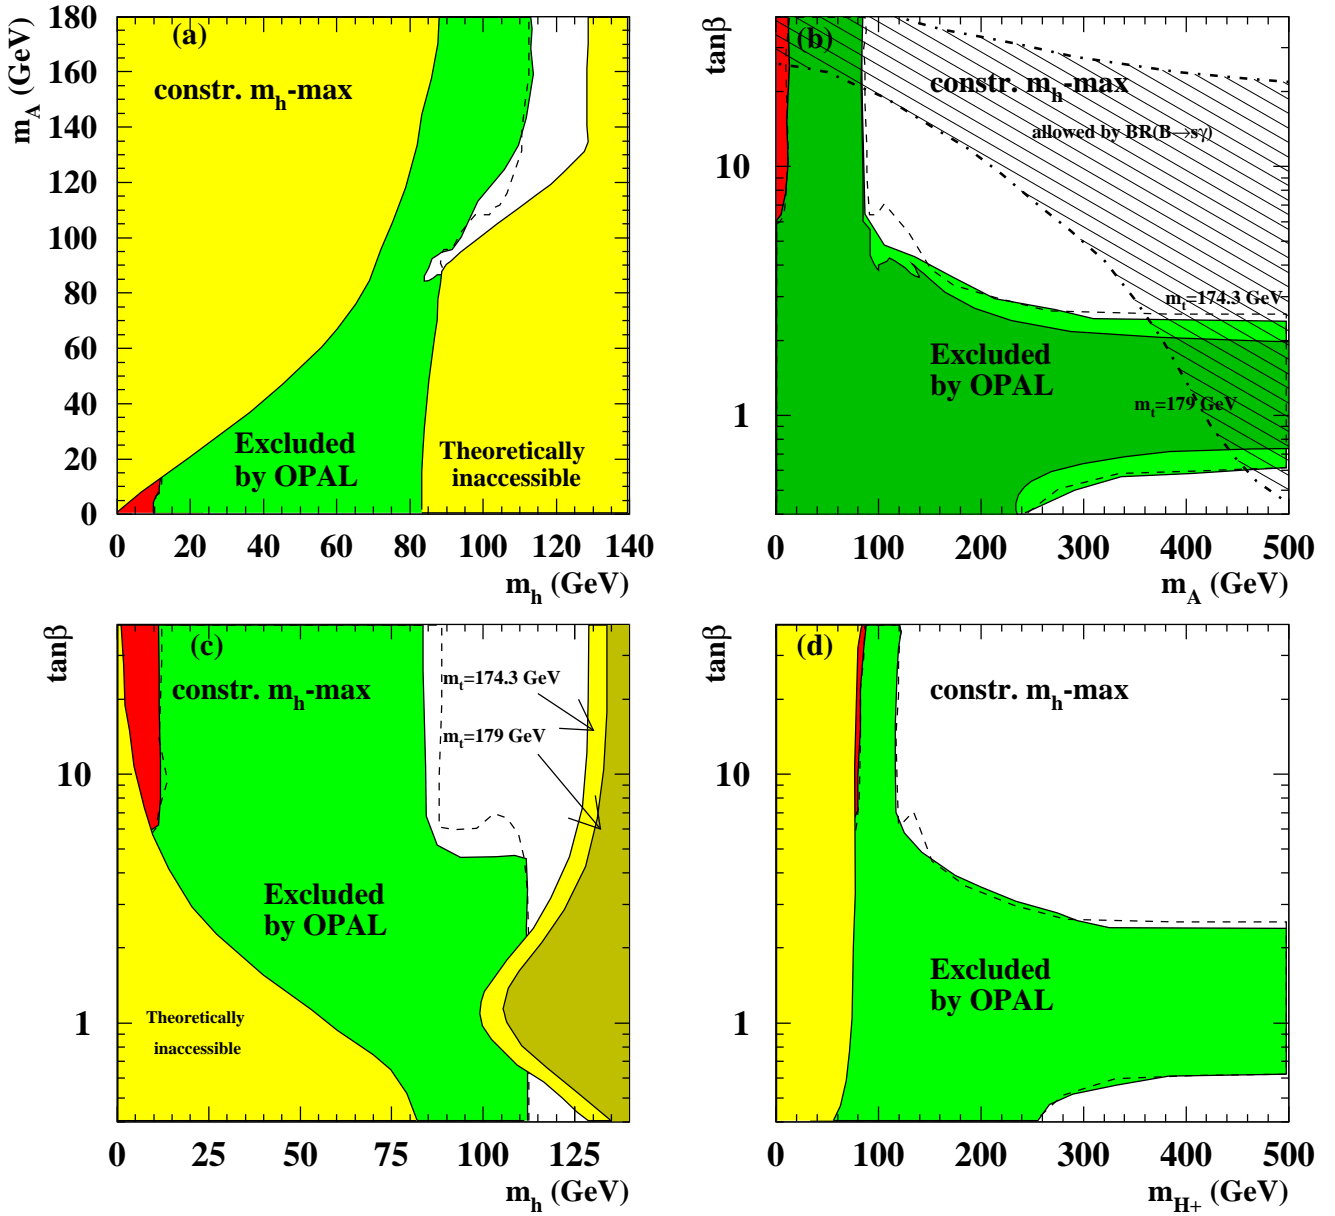 m_A (GeV)
180
160
140
120
100
80
60
40
20
0
(a)
constr. m_h-max
Excluded
by OPAL
Theoretically
inaccessible
0 20 40 60 80 100 120 140
m_h (GeV)
tanβ
10
1
(b)
constr. m_h-max
allowed by BR(B→sγ)
m_t=174.3 GeV
Excluded
by OPAL
m_t=179 GeV
0 100 200 300 400 500
m_A (GeV)
tanβ
10
1
(c)
constr. m_h-max
m_t=174.3 GeV
m_t=179 GeV
Excluded
by OPAL
Theoretically
inaccessible
0 25 50 75 100 125
m_h (GeV)
tanβ
10
1
(d)
constr. m_h-max
Excluded
by OPAL
0 100 200 300 400 500
m_H+ (GeV)